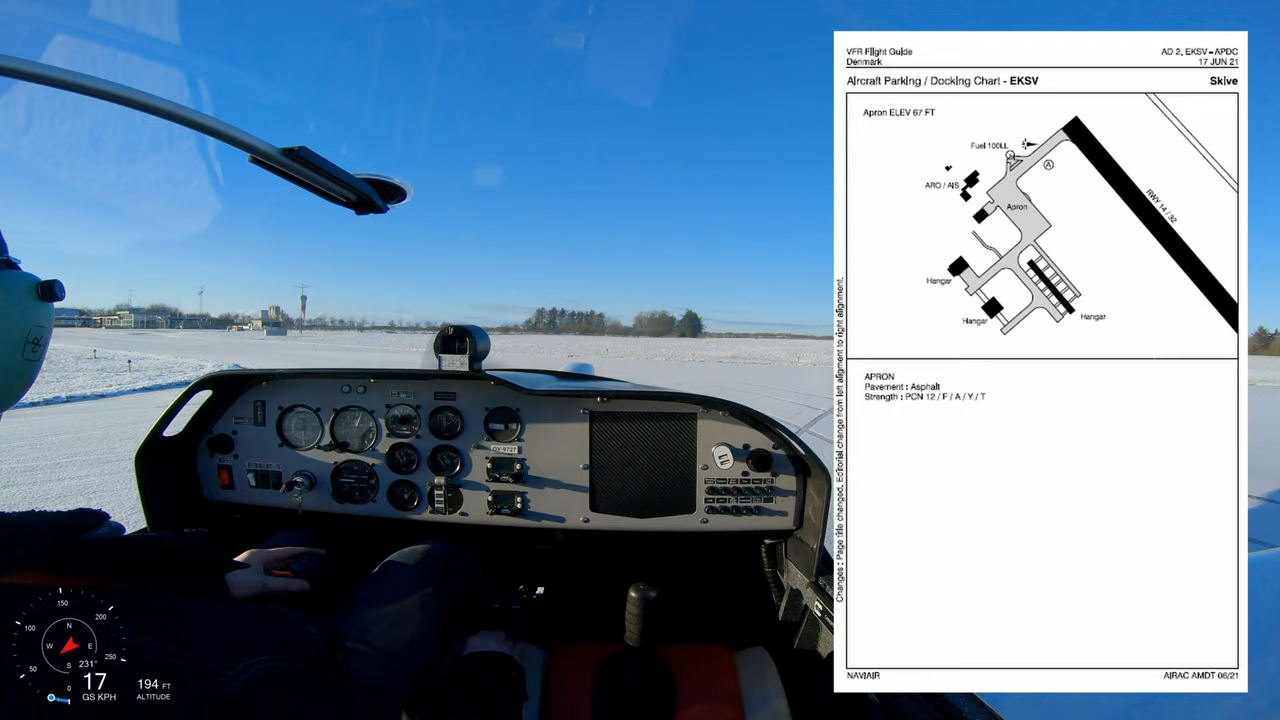 VFR Flight Guide
Denmark
AD 2, EKSV - APDC
17 JUN 21
Aircraft Parking / Docking Chart - EKSV
Skive
Apron ELEV 67 FT
Fuel 100LL
A
ARO / AIS
Apron
RWY 14 / 32
Hangar
Hangar
Hangar
Changes : Page title changed. Editorial change from left alignment to right alignment.
APRON
Pavement : Asphalt
Strength : PCN 12 / F / A / Y / T
NAVIAIR
AIRAC AMDT 06/21
OY-9727
150
100
200
N
W
E
S
50
250
231°
0
17
GS KPH
194 FT
ALTITUDE